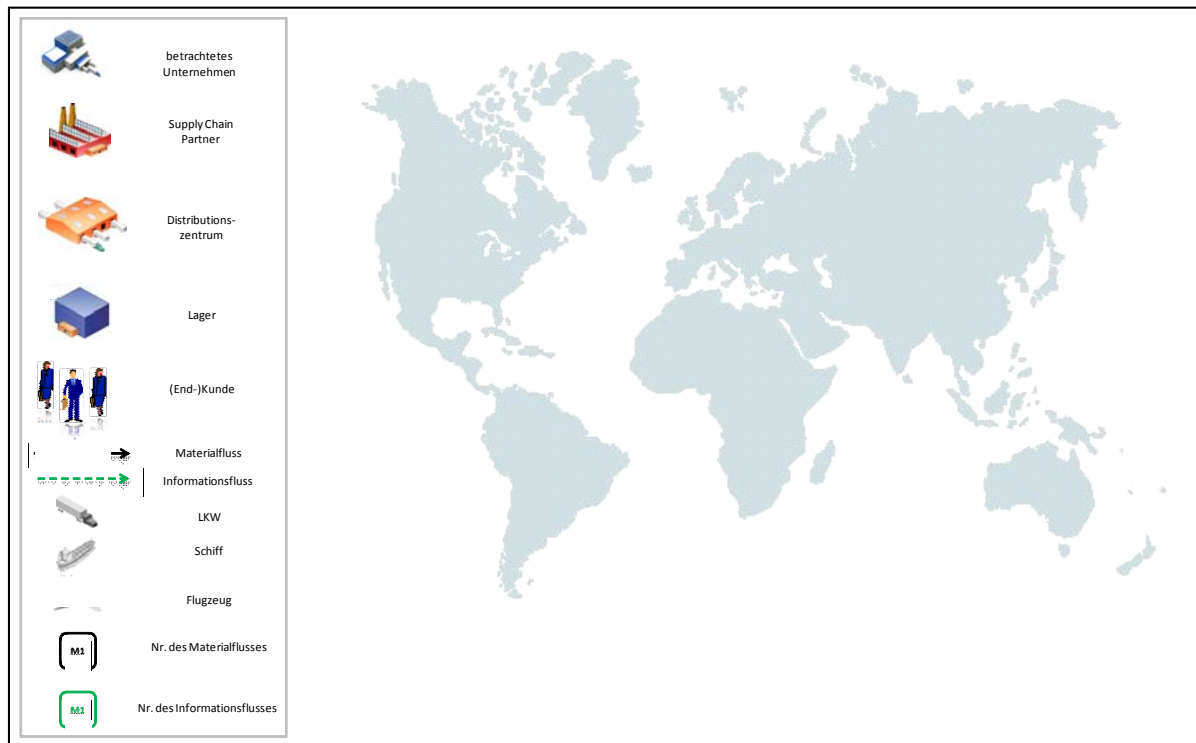 betrachtetes
Unternehmen
Supply Chain
Partner
Distributions-
zentrum
Lager
(End-)Kunde
Materialfluss
Informationsfluss
LKW
Schiff
Flugzeug
M1
Nr. des Materialflusses
Nr. des Informationsflusses